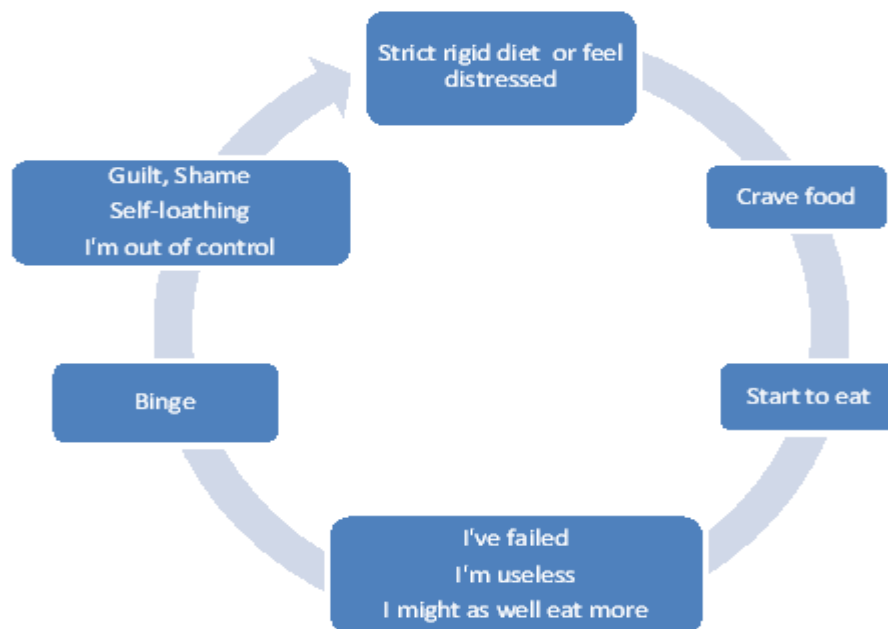 Strict rigid diet or feel
distressed
Crave food
Start to eat
I've failed
I'm useless
I might as well eat more
Binge
Guilt, Shame
Self-loathing
I'm out of control